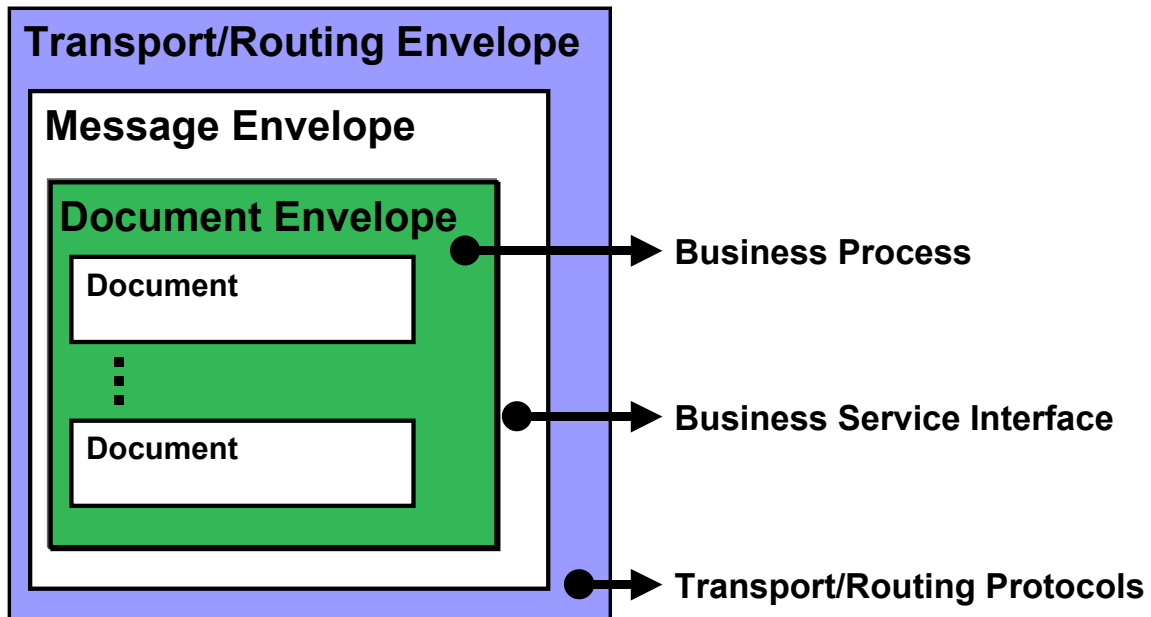 Transport/Routing Envelope
Message Envelope
Document Envelope
Document
Document
Business Process
Business Service Interface
Transport/Routing Protocols